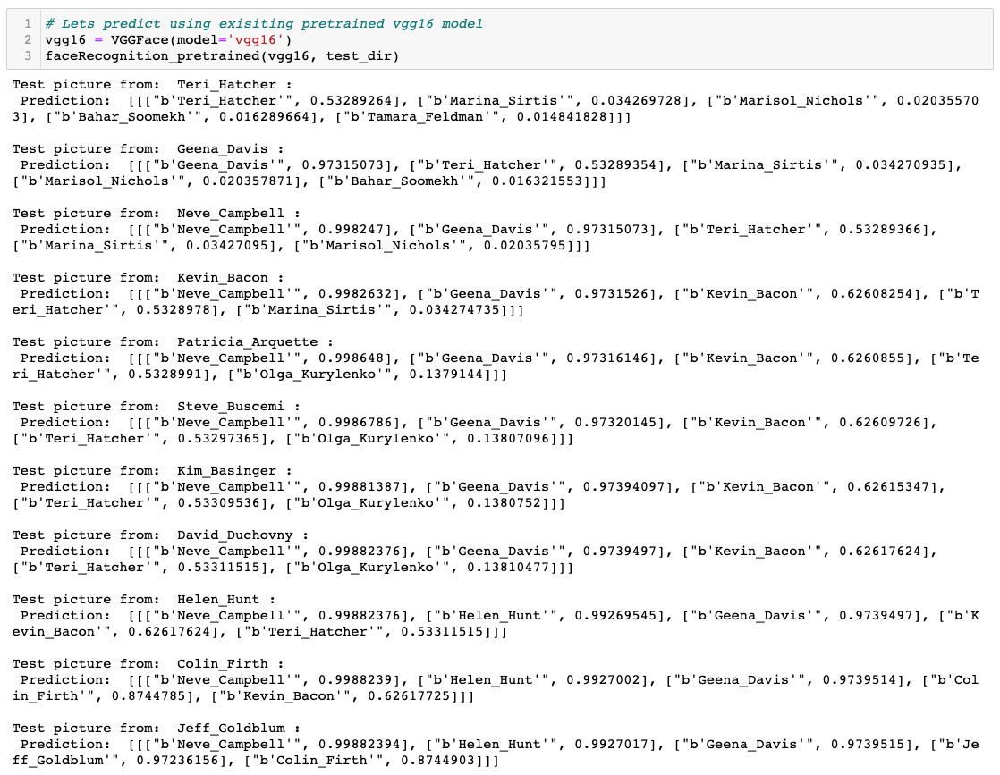 1 # Lets predict using exisiting pretrained vgg16 model
2 vgg16 = VGGFace(model='vgg16')
3 faceRecognition_pretrained(vgg16, test_dir)
Test picture from:  Teri_Hatcher :
 Prediction:  [[["b'Teri_Hatcher'", 0.53289264], ["b'Marina_Sirtis'", 0.034269728], ["b'Marisol_Nichols'", 0.02035570
3], ["b'Bahar_Soomekh'", 0.016289664], ["b'Tamara_Feldman'", 0.014841828]]]
Test picture from:  Geena_Davis :
 Prediction:  [[["b'Geena_Davis'", 0.97315073], ["b'Teri_Hatcher'", 0.53289354], ["b'Marina_Sirtis'", 0.034270935],
["b'Marisol_Nichols'", 0.020357871], ["b'Bahar_Soomekh'", 0.016321553]]]
Test picture from:  Neve_Campbell :
 Prediction:  [[["b'Neve_Campbell'", 0.998247], ["b'Geena_Davis'", 0.97315073], ["b'Teri_Hatcher'", 0.53289366],
["b'Marina_Sirtis'", 0.03427095], ["b'Marisol_Nichols'", 0.02035795]]]
Test picture from:  Kevin_Bacon :
 Prediction:  [[["b'Neve_Campbell'", 0.9982632], ["b'Geena_Davis'", 0.9731526], ["b'Kevin_Bacon'", 0.62608254], ["b'T
eri_Hatcher'", 0.5328978], ["b'Marina_Sirtis'", 0.034274735]]]
Test picture from:  Patricia_Arquette :
 Prediction:  [[["b'Neve_Campbell'", 0.998648], ["b'Geena_Davis'", 0.97316146], ["b'Kevin_Bacon'", 0.6260855], ["b'Te
ri_Hatcher'", 0.5328991], ["b'Olga_Kurylenko'", 0.1379144]]]
Test picture from:  Steve_Buscemi :
 Prediction:  [[["b'Neve_Campbell'", 0.9986786], ["b'Geena_Davis'", 0.97320145], ["b'Kevin_Bacon'", 0.62609726],
["b'Teri_Hatcher'", 0.53297365], ["b'Olga_Kurylenko'", 0.13807096]]]
Test picture from:  Kim_Basinger :
 Prediction:  [[["b'Neve_Campbell'", 0.99881387], ["b'Geena_Davis'", 0.97394097], ["b'Kevin_Bacon'", 0.62615347],
["b'Teri_Hatcher'", 0.53309536], ["b'Olga_Kurylenko'", 0.1380752]]]
Test picture from:  David_Duchovny :
 Prediction:  [[["b'Neve_Campbell'", 0.99882376], ["b'Geena_Davis'", 0.9739497], ["b'Kevin_Bacon'", 0.62617624],
["b'Teri_Hatcher'", 0.53311515], ["b'Olga_Kurylenko'", 0.13810477]]]
Test picture from:  Helen_Hunt :
 Prediction:  [[["b'Neve_Campbell'", 0.99882376], ["b'Helen_Hunt'", 0.99269545], ["b'Geena_Davis'", 0.9739497], ["b'K
evin_Bacon'", 0.62617624], ["b'Teri_Hatcher'", 0.53311515]]]
Test picture from:  Colin_Firth :
 Prediction:  [[["b'Neve_Campbell'", 0.9988239], ["b'Helen_Hunt'", 0.9927002], ["b'Geena_Davis'", 0.9739514], ["b'Col
in_Firth'", 0.8744785], ["b'Kevin_Bacon'", 0.62617725]]]
Test picture from:  Jeff_Goldblum :
 Prediction:  [[["b'Neve_Campbell'", 0.99882394], ["b'Helen_Hunt'", 0.9927017], ["b'Geena_Davis'", 0.9739515], ["b'Je
ff_Goldblum'", 0.97236156], ["b'Colin_Firth'", 0.8744903]]]